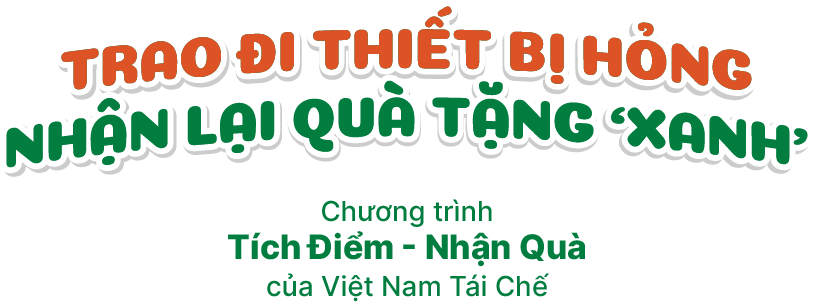 TRAO ĐI THIẾT BỊ HỎNG
NHẬN LẠI QUÀ TẶNG ‘XANH’
Chương trình
Tích Điểm - Nhận Quà
của Việt Nam Tái Chế